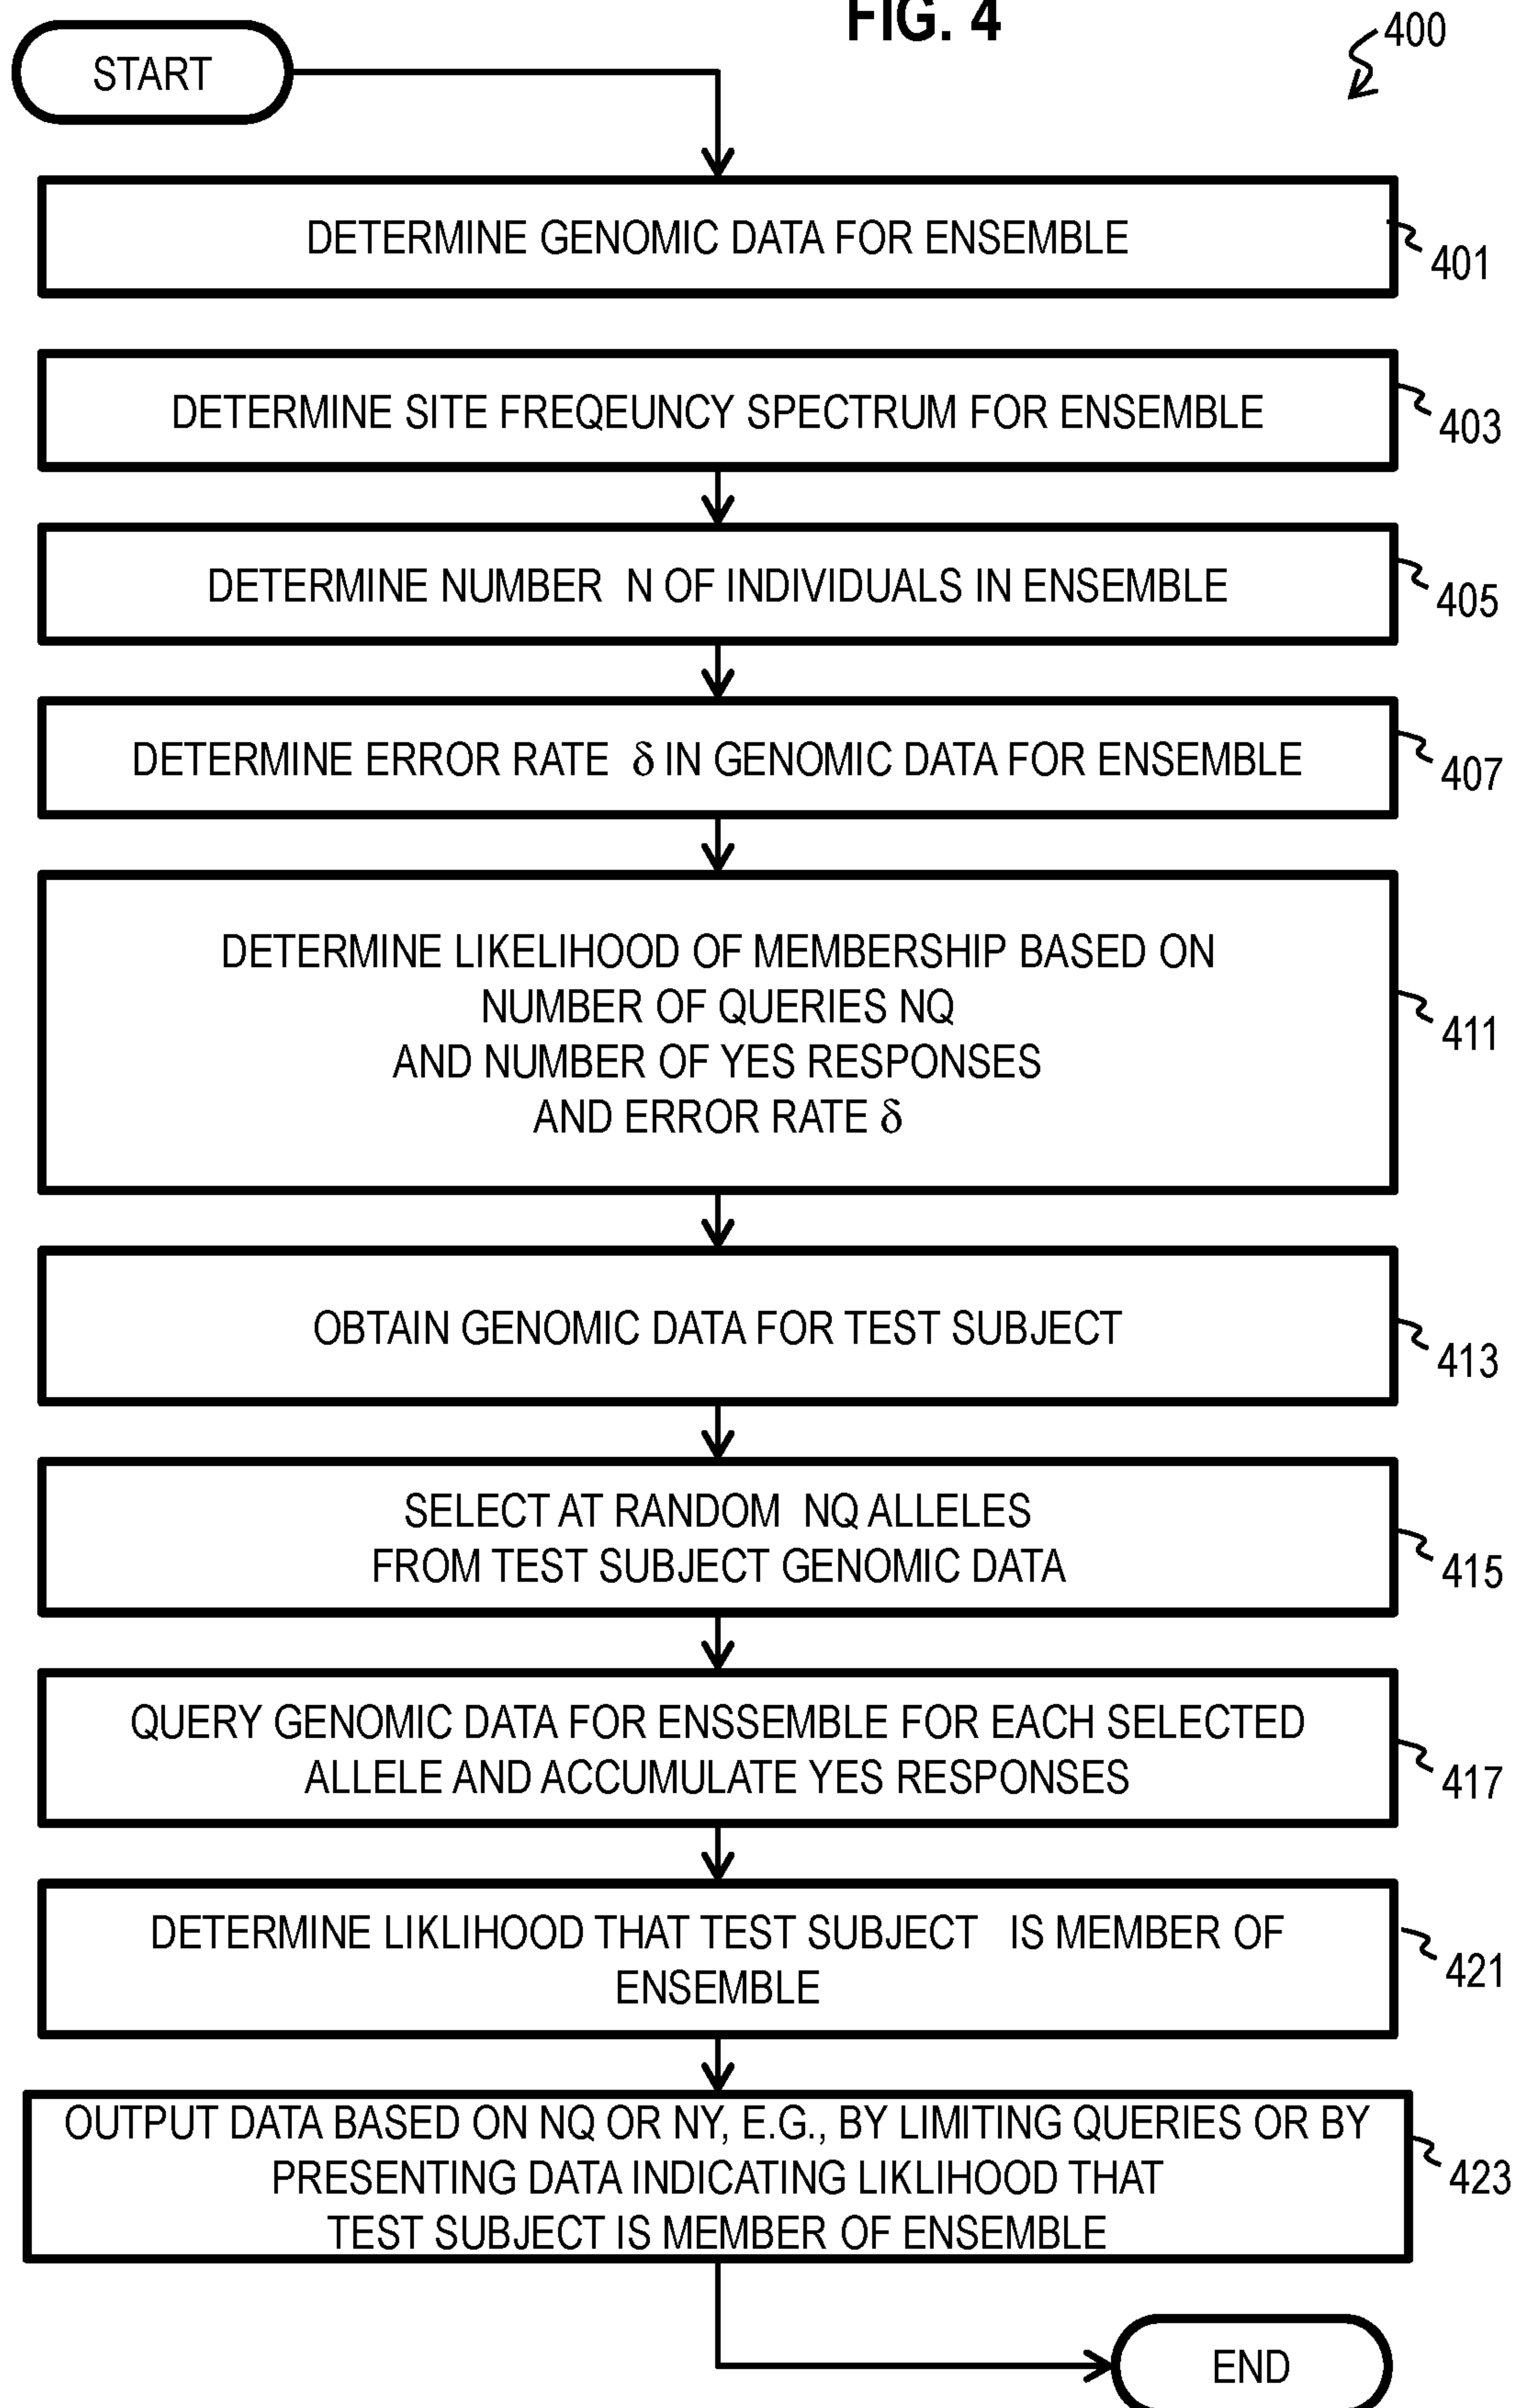 FIG. 4
400
START
DETERMINE GENOMIC DATA FOR ENSEMBLE
401
DETERMINE SITE FREQEUNCY SPECTRUM FOR ENSEMBLE
403
DETERMINE NUMBER N OF INDIVIDUALS IN ENSEMBLE
405
DETERMINE ERROR RATE δ IN GENOMIC DATA FOR ENSEMBLE
407
DETERMINE LIKELIHOOD OF MEMBERSHIP BASED ON
NUMBER OF QUERIES NQ
AND NUMBER OF YES RESPONSES
AND ERROR RATE δ
411
OBTAIN GENOMIC DATA FOR TEST SUBJECT
413
SELECT AT RANDOM NQ ALLELES
FROM TEST SUBJECT GENOMIC DATA
415
QUERY GENOMIC DATA FOR ENSSEMBLE FOR EACH SELECTED
ALLELE AND ACCUMULATE YES RESPONSES
417
DETERMINE LIKLIHOOD THAT TEST SUBJECT IS MEMBER OF
ENSEMBLE
421
OUTPUT DATA BASED ON NQ OR NY, E.G., BY LIMITING QUERIES OR BY
PRESENTING DATA INDICATING LIKLIHOOD THAT
TEST SUBJECT IS MEMBER OF ENSEMBLE
423
END